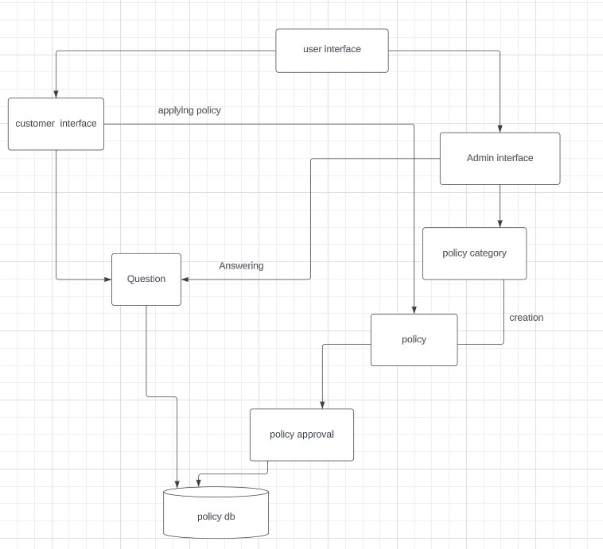 user interface
customer  interface
applying policy
Admin interface
policy category
Answering
Question
creation
policy
policy approval
policy db